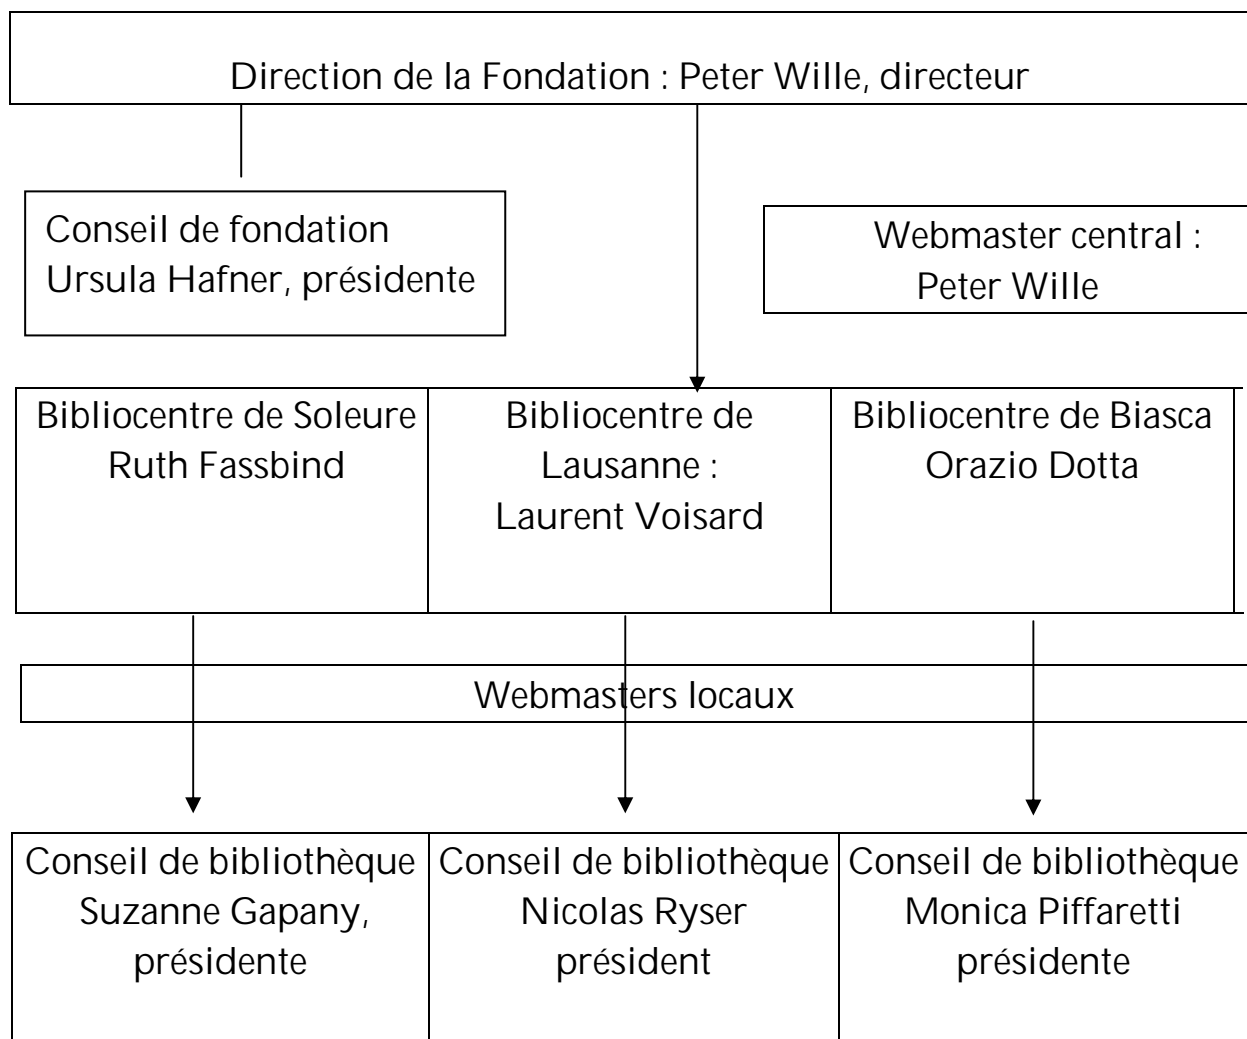 Direction de la Fondation : Peter Wille, directeur
Conseil de fondation
Ursula Hafner, présidente
Webmaster central :
Peter Wille
Bibliocentre de Soleure
Ruth Fassbind
Bibliocentre de
Lausanne :
Laurent Voisard
Bibliocentre de Biasca
Orazio Dotta
Webmasters locaux
Conseil de bibliothèque
Suzanne Gapany,
présidente
Conseil de bibliothèque
Nicolas Ryser
président
Conseil de bibliothèque
Monica Piffaretti
présidente